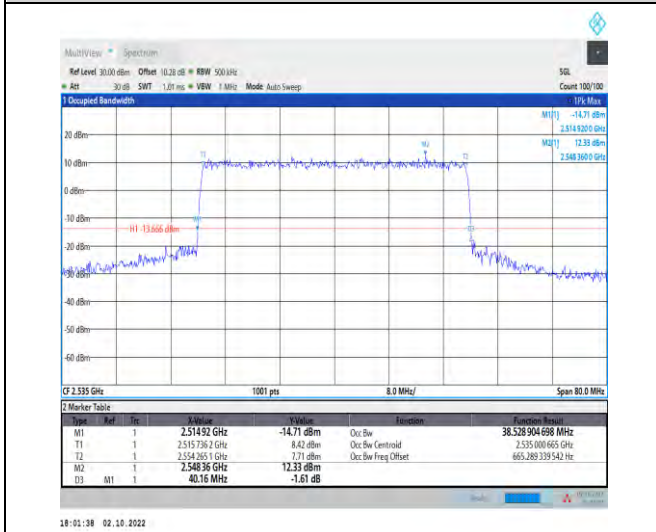 MultiView Spectrum
Ref Level 30.00 dBm Offset 10.28 dB RBW 500 kHz SGL
Att 30 dB SWT 1.01 ms VBW 1 MHz Mode Auto Sweep Count 100/100
1 Occupied Bandwidth 1Pk Max
M1[1] -14.71 dBm
2.5149200 GHz
20 dBm
M2[1] 12.33 dBm
2.5483600 GHz
M2
T1 T2
10 dBm
0 dBm
-10 dBm
M1
H1 -13.666 dBm
D3
-20 dBm
-30 dBm
-40 dBm
-50 dBm
-60 dBm
CF 2.535 GHz 1001 pts 8.0 MHz/ Span 80.0 MHz
2 Marker Table
Type Ref Trc X-Value Y-Value Function Function Result
M1 1 2.514 92 GHz -14.71 dBm Occ Bw 38.528 904 698 MHz
T1 1 2.515 736 2 GHz 8.42 dBm Occ Bw Centroid 2.535 000 665 GHz
T2 1 2.554 265 1 GHz 7.71 dBm Occ Bw Freq Offset 665.289 339 542 Hz
M2 1 2.548 36 GHz 12.33 dBm
D3 M1 1 40.16 MHz -1.61 dB
18:01:38 02.10.2022